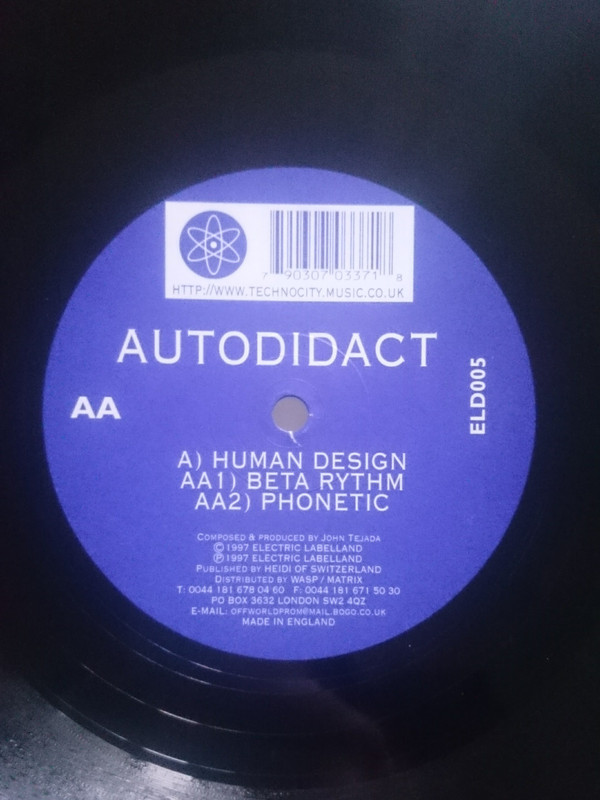 7 90307 03371 8
HTTP://WWW.TECHNOCITY.MUSIC.CO.UK
AUTODIDACT
AA
ELD005
A) HUMAN DESIGN
AA1) BETA RYTHM
AA2) PHONETIC
COMPOSED & PRODUCED BY JOHN TEJADA
©1997 ELECTRIC LABELLAND
℗1997 ELECTRIC LABELLAND
PUBLISHED BY HEIDI OF SWITZERLAND
DISTRIBUTED BY WASP / MATRIX
T: 0044 181 678 04 60 F: 0044 181 671 50 30
PO BOX 3632 LONDON SW2 4QZ
E-MAIL: OFFWORLDPROM@MAIL.BOGO.CO.UK
MADE IN ENGLAND